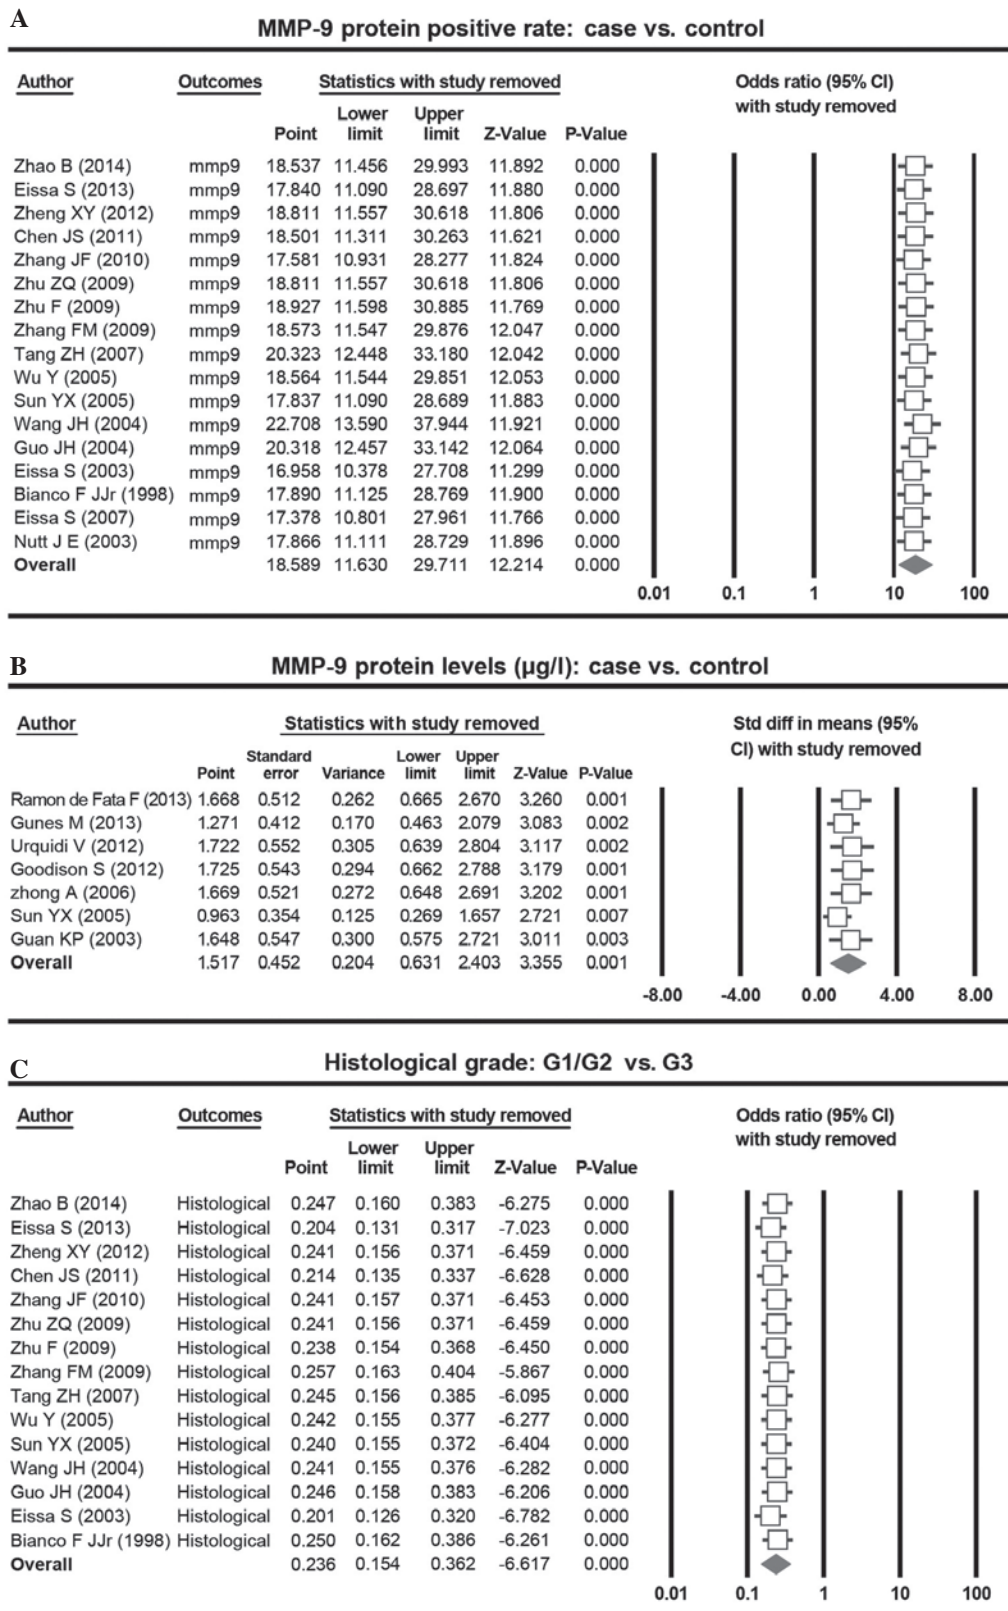 A
MMP-9 protein positive rate: case vs. control
Author Outcomes Statistics with study removed Odds ratio (95% CI)
with study removed
Lower Upper
Point limit limit Z-Value P-Value
Zhao B (2014) mmp9 18.537 11.456 29.993 11.892 0.000
Eissa S (2013) mmp9 17.840 11.090 28.697 11.880 0.000
Zheng XY (2012) mmp9 18.811 11.557 30.618 11.806 0.000
Chen JS (2011) mmp9 18.501 11.311 30.263 11.621 0.000
Zhang JF (2010) mmp9 17.581 10.931 28.277 11.824 0.000
Zhu ZQ (2009) mmp9 18.811 11.557 30.618 11.806 0.000
Zhu F (2009) mmp9 18.927 11.598 30.885 11.769 0.000
Zhang FM (2009) mmp9 18.573 11.547 29.876 12.047 0.000
Tang ZH (2007) mmp9 20.323 12.448 33.180 12.042 0.000
Wu Y (2005) mmp9 18.564 11.544 29.851 12.053 0.000
Sun YX (2005) mmp9 17.837 11.090 28.689 11.883 0.000
Wang JH (2004) mmp9 22.708 13.590 37.944 11.921 0.000
Guo JH (2004) mmp9 20.318 12.457 33.142 12.064 0.000
Eissa S (2003) mmp9 16.958 10.378 27.708 11.299 0.000
Bianco F JJr (1998) mmp9 17.890 11.125 28.769 11.900 0.000
Eissa S (2007) mmp9 17.378 10.801 27.961 11.766 0.000
Nutt J E (2003) mmp9 17.866 11.111 28.729 11.896 0.000
Overall 18.589 11.630 29.711 12.214 0.000
0.01 0.1 1 10 100
B
MMP-9 protein levels (µg/l): case vs. control
Author Statistics with study removed Std diff in means (95%
CI) with study removed
Standard Lower Upper
Point error Variance limit limit Z-Value P-Value
Ramon de Fata F (2013) 1.668 0.512 0.262 0.665 2.670 3.260 0.001
Gunes M (2013) 1.271 0.412 0.170 0.463 2.079 3.083 0.002
Urquidi V (2012) 1.722 0.552 0.305 0.639 2.804 3.117 0.002
Goodison S (2012) 1.725 0.543 0.294 0.662 2.788 3.179 0.001
zhong A (2006) 1.669 0.521 0.272 0.648 2.691 3.202 0.001
Sun YX (2005) 0.963 0.354 0.125 0.269 1.657 2.721 0.007
Guan KP (2003) 1.648 0.547 0.300 0.575 2.721 3.011 0.003
Overall 1.517 0.452 0.204 0.631 2.403 3.355 0.001
-8.00 -4.00 0.00 4.00 8.00
C
Histological grade: G1/G2 vs. G3
Author Outcomes Statistics with study removed Odds ratio (95% CI)
with study removed
Lower Upper
Point limit limit Z-Value P-Value
Zhao B (2014) Histological 0.247 0.160 0.383 -6.275 0.000
Eissa S (2013) Histological 0.204 0.131 0.317 -7.023 0.000
Zheng XY (2012) Histological 0.241 0.156 0.371 -6.459 0.000
Chen JS (2011) Histological 0.214 0.135 0.337 -6.628 0.000
Zhang JF (2010) Histological 0.241 0.157 0.371 -6.453 0.000
Zhu ZQ (2009) Histological 0.241 0.156 0.371 -6.459 0.000
Zhu F (2009) Histological 0.238 0.154 0.368 -6.450 0.000
Zhang FM (2009) Histological 0.257 0.163 0.404 -5.867 0.000
Tang ZH (2007) Histological 0.245 0.156 0.385 -6.095 0.000
Wu Y (2005) Histological 0.242 0.155 0.377 -6.277 0.000
Sun YX (2005) Histological 0.240 0.155 0.372 -6.404 0.000
Wang JH (2004) Histological 0.241 0.155 0.376 -6.282 0.000
Guo JH (2004) Histological 0.246 0.158 0.383 -6.206 0.000
Eissa S (2003) Histological 0.201 0.126 0.320 -6.782 0.000
Bianco F JJr (1998) Histological 0.250 0.162 0.386 -6.261 0.000
Overall 0.236 0.154 0.362 -6.617 0.000
0.01 0.1 1 10 100